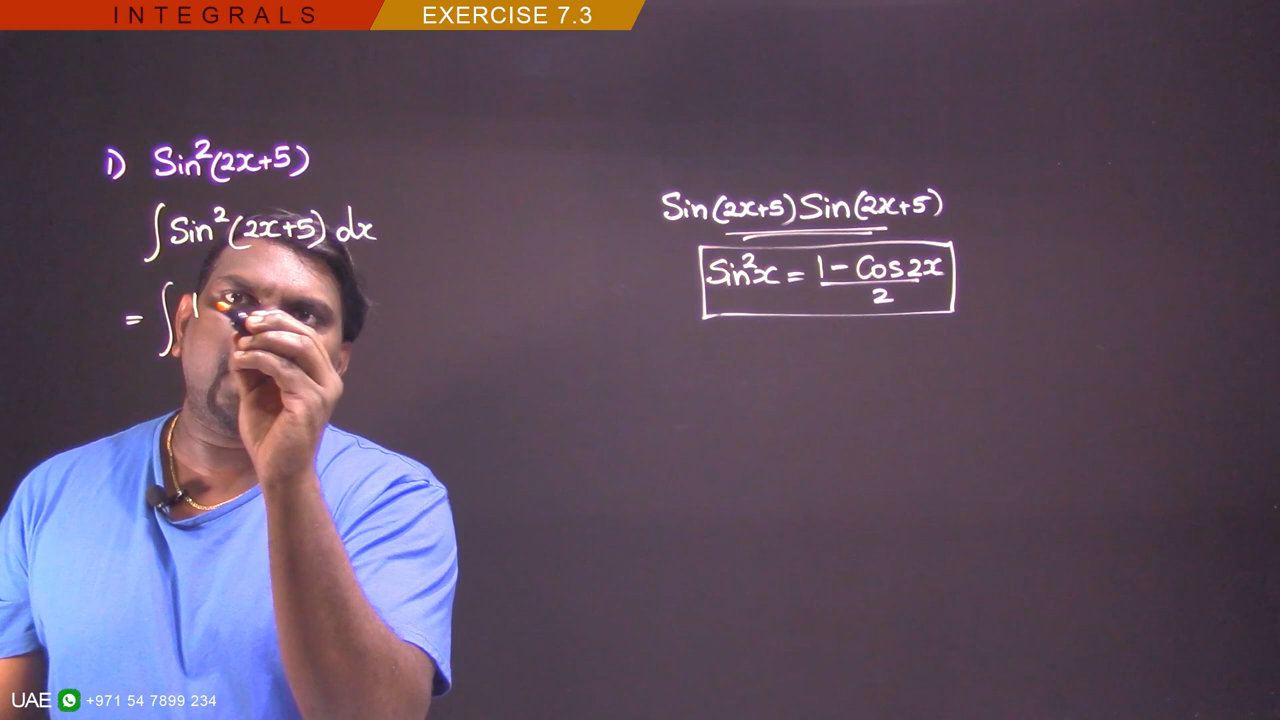 INTEGRALS EXERCISE 7.3
1) Sin²(2x+5)
∫ Sin²(2x+5) dx
= ∫ 1
Sin(2x+5) Sin(2x+5)
Sin²x = 1 - Cos2x / 2
UAE +971 54 7899 234